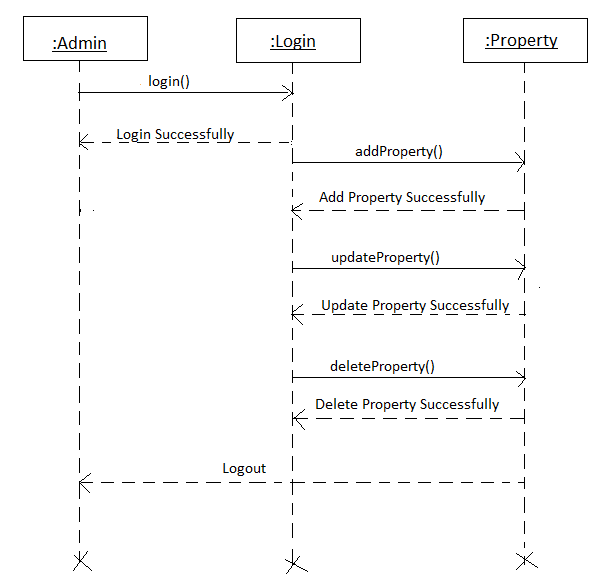 :Admin
:Login
:Property
login()
Login Successfully
addProperty()
Add Property Successfully
updateProperty()
Update Property Successfully
deleteProperty()
Delete Property Successfully
Logout